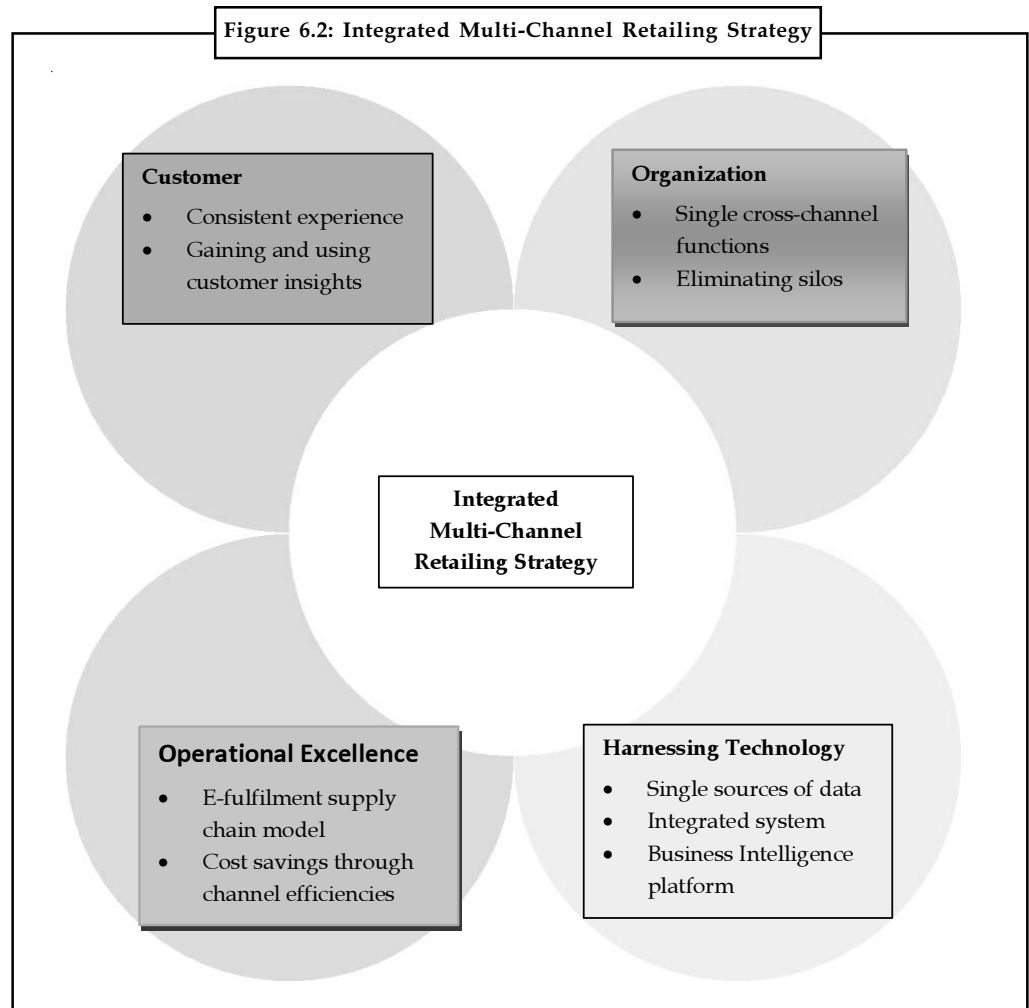 Figure 6.2: Integrated Multi-Channel Retailing Strategy
Customer
• Consistent experience
• Gaining and using
customer insights
Organization
• Single cross-channel
functions
• Eliminating silos
Integrated
Multi-Channel
Retailing Strategy
Operational Excellence
• E-fulfilment supply
chain model
• Cost savings through
channel efficiencies
Harnessing Technology
• Single sources of data
• Integrated system
• Business Intelligence
platform